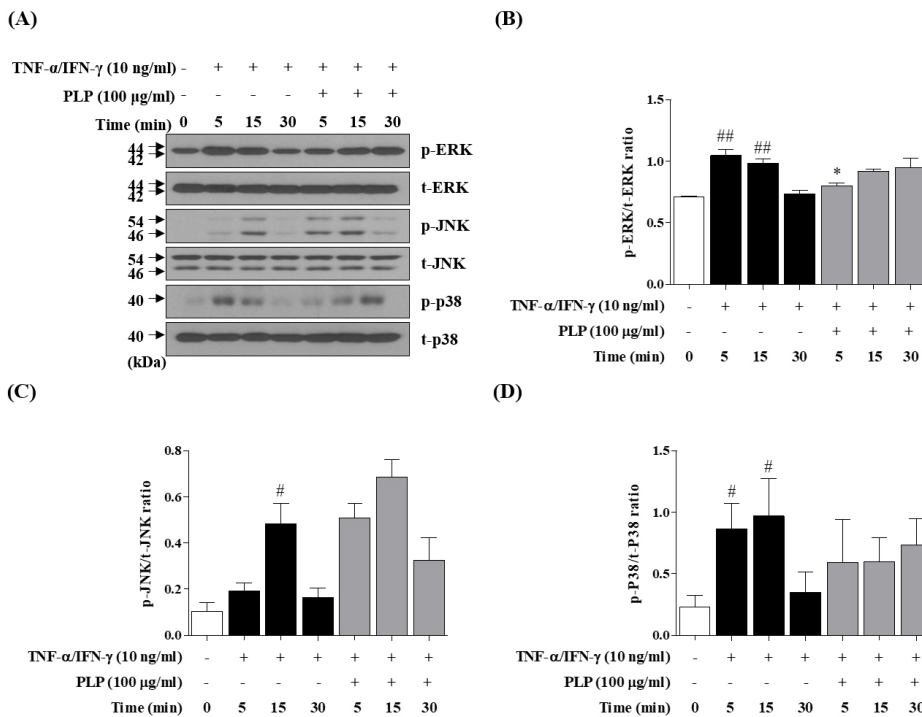 (A)
TNF-α/IFN-γ (10 ng/ml) - + + + + + +
PLP (100 μg/ml) - - - - + + +
Time (min) 0 5 15 30 5 15 30
44
42
p-ERK
44
42
t-ERK
54
46
p-JNK
54
46
t-JNK
40
p-p38
40
t-p38
(kDa)
(B)
1.5
1.0
0.5
0.0
p-ERK/t-ERK ratio
## ## *
TNF-α/IFN-γ (10 ng/ml) - + + + + + +
PLP (100 μg/ml) - - - - + + +
Time (min) 0 5 15 30 5 15 30
(C)
0.8
0.6
0.4
0.2
0.0
p-JNK/t-JNK ratio
#
TNF-α/IFN-γ (10 ng/ml) - + + + + + +
PLP (100 μg/ml) - - - - + + +
Time (min) 0 5 15 30 5 15 30
(D)
1.5
1.0
0.5
0.0
p-P38/t-P38 ratio
# #
TNF-α/IFN-γ (10 ng/ml) - + + + + + +
PLP (100 μg/ml) - - - - + + +
Time (min) 0 5 15 30 5 15 30